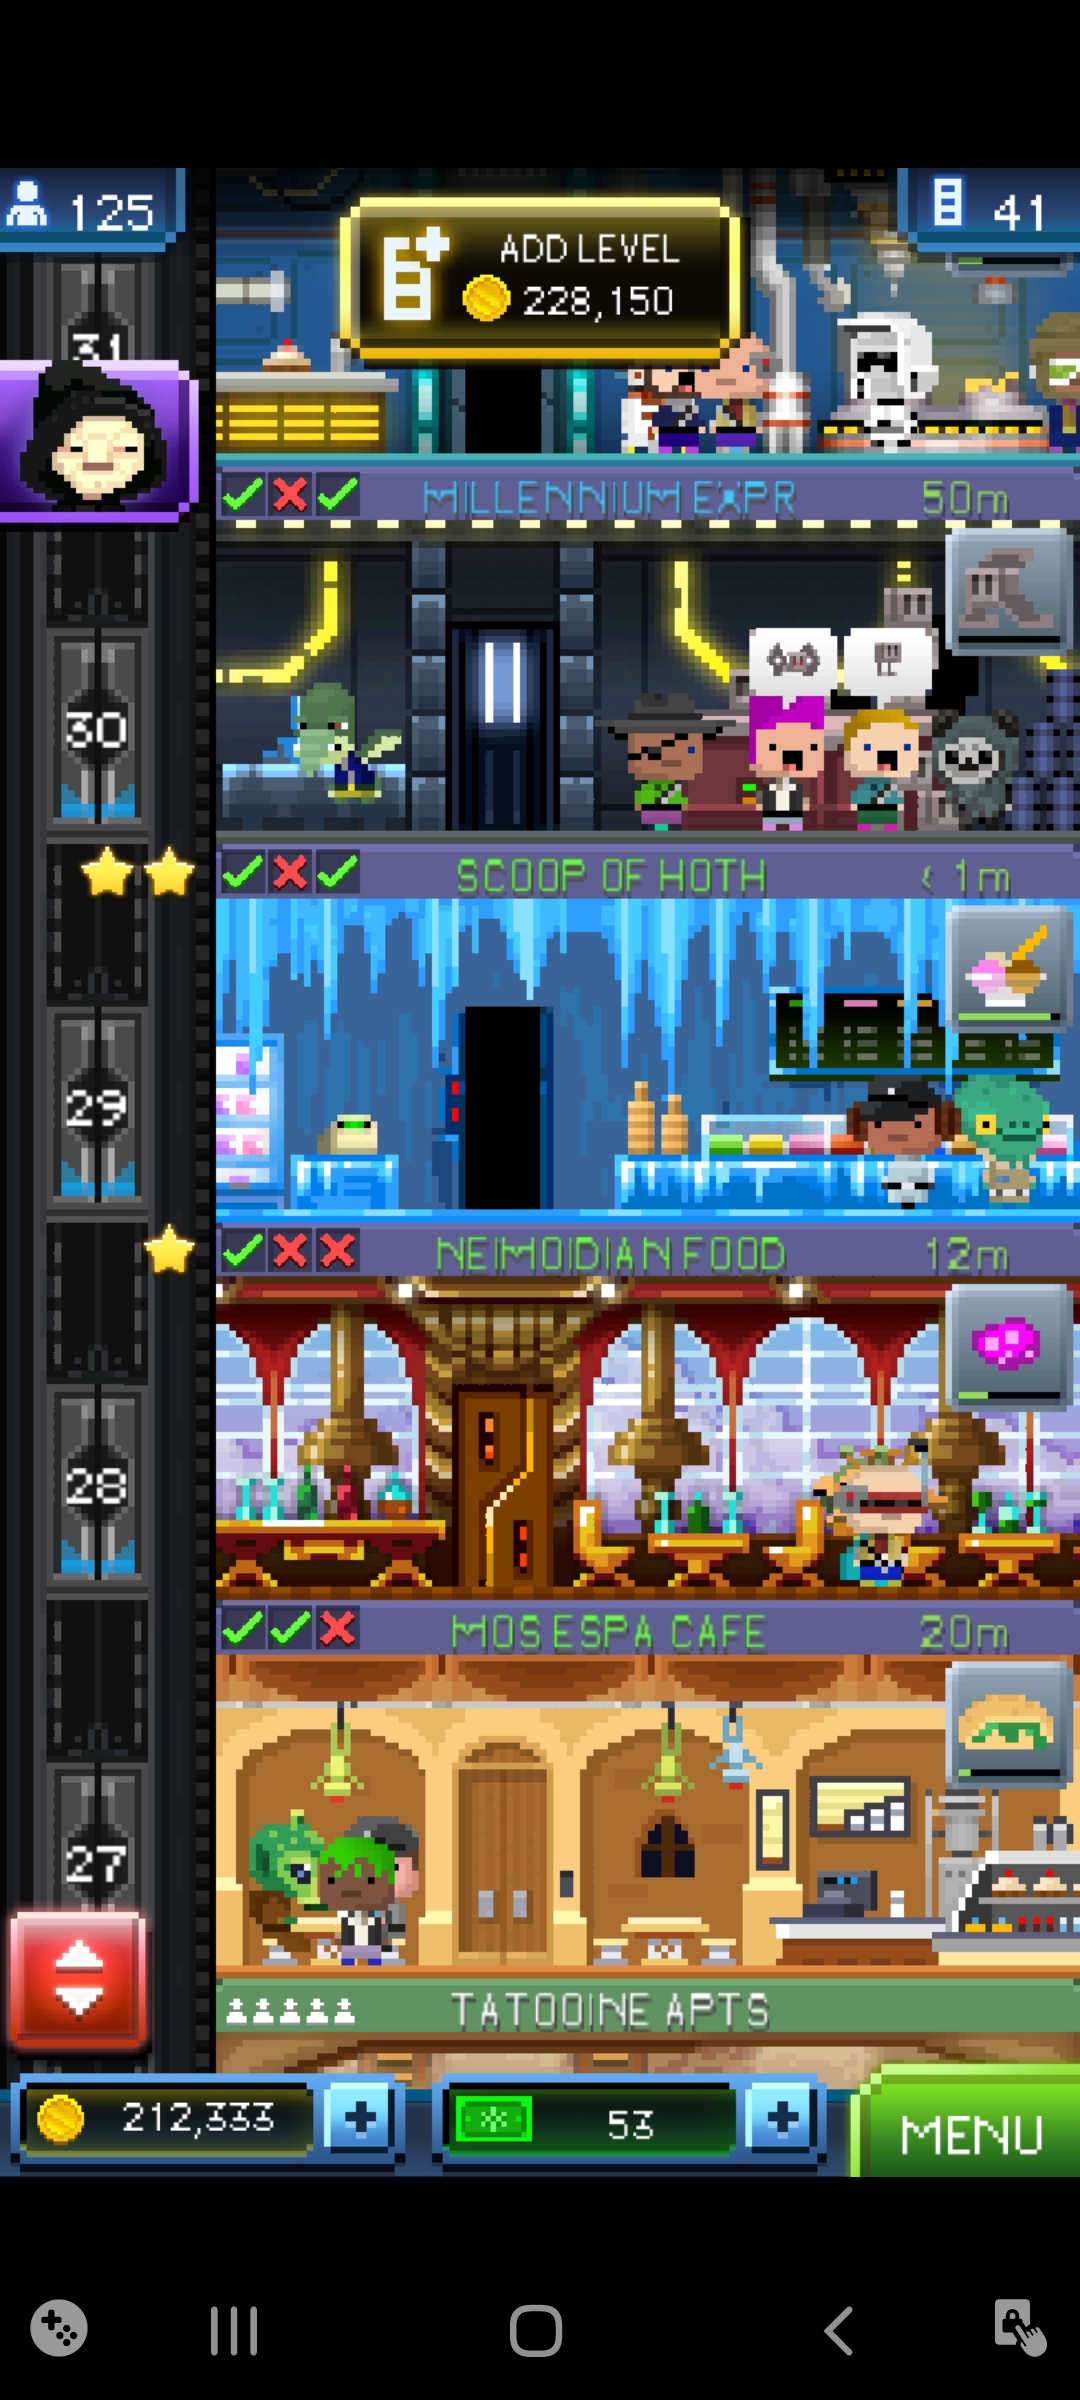 125
ADD LEVEL
228,150
41
31
MILLENNIUM EXPR 50m
30
SCOOP OF HOTH < 1m
29
NEIMOIDIAN FOOD 12m
28
MOS ESPA CAFE 20m
27
TATOOINE APTS
212,333
53
MENU